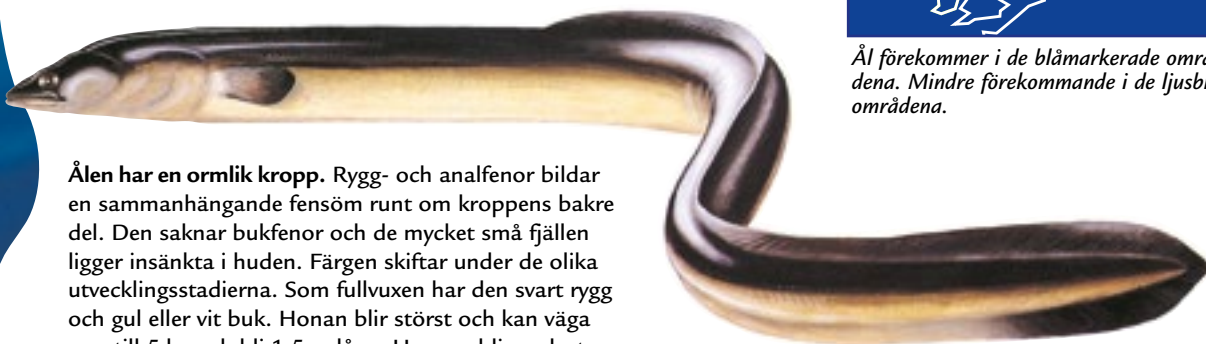 Ål förekommer i de blåmarkerade områ
dena. Mindre förekommande i de ljusbl
områdena.
Ålen har en ormlik kropp. Rygg- och analfenor bildar
en sammanhängande fensöm runt om kroppens bakre
del. Den saknar bukfenor och de mycket små fjällen
ligger insänkta i huden. Färgen skiftar under de olika
utvecklingsstadierna. Som fullvuxen har den svart rygg
och gul eller vit buk. Honan blir störst och kan väga